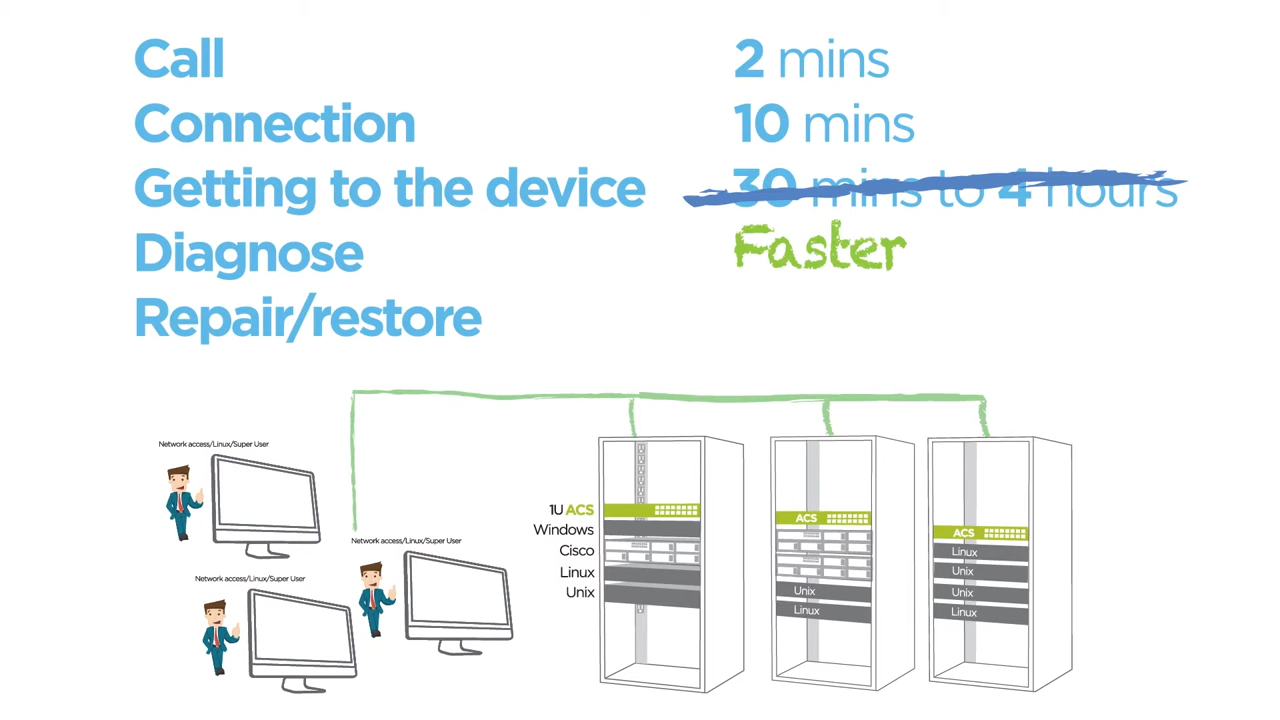 Call 2 mins
Connection 10 mins
Getting to the device 30 mins to 4 hours
Diagnose Faster
Repair/restore
Network access/Linux/Super User
Network access/Linux/Super User
Network access/Linux/Super User
1U ACS
Windows
Cisco
Linux
Unix
ACS
Unix
Linux
ACS
Linux
Unix
Unix
Linux